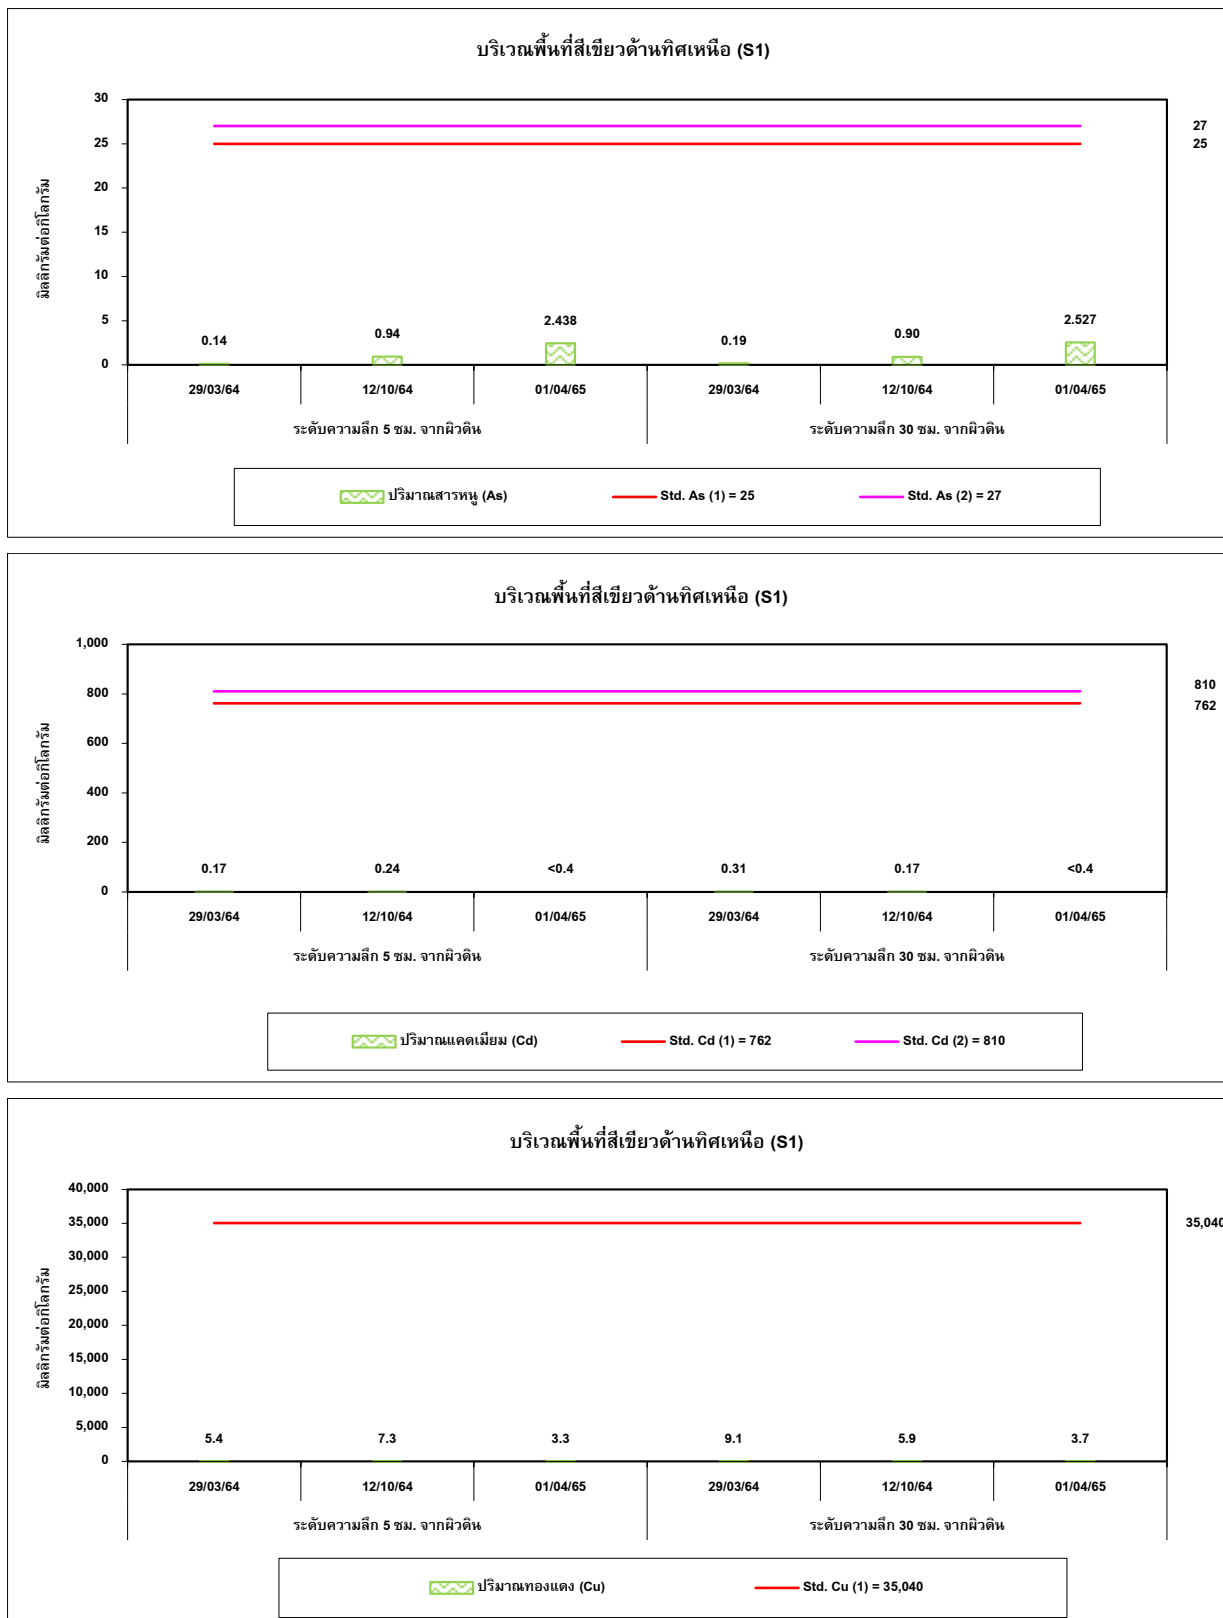 บริเวณพื้นที่สีเขียวด้านทิศเหนือ (S1)
มิลลิกรัมต่อกิโลกรัม
30
25
20
15
10
5
0
27
25
0.14 0.94 2.438 0.19 0.90 2.527
29/03/64 12/10/64 01/04/65 29/03/64 12/10/64 01/04/65
ระดับความลึก 5 ซม. จากผิวดิน ระดับความลึก 30 ซม. จากผิวดิน
ปริมาณสารหนู (As) Std. As (1) = 25 Std. As (2) = 27
บริเวณพื้นที่สีเขียวด้านทิศเหนือ (S1)
มิลลิกรัมต่อกิโลกรัม
1,000
800
600
400
200
0
810
762
0.17 0.24 <0.4 0.31 0.17 <0.4
29/03/64 12/10/64 01/04/65 29/03/64 12/10/64 01/04/65
ระดับความลึก 5 ซม. จากผิวดิน ระดับความลึก 30 ซม. จากผิวดิน
ปริมาณแคดเมียม (Cd) Std. Cd (1) = 762 Std. Cd (2) = 810
บริเวณพื้นที่สีเขียวด้านทิศเหนือ (S1)
มิลลิกรัมต่อกิโลกรัม
40,000
35,000
30,000
25,000
20,000
15,000
10,000
5,000
0
35,040
5.4 7.3 3.3 9.1 5.9 3.7
29/03/64 12/10/64 01/04/65 29/03/64 12/10/64 01/04/65
ระดับความลึก 5 ซม. จากผิวดิน ระดับความลึก 30 ซม. จากผิวดิน
ปริมาณทองแดง (Cu) Std. Cu (1) = 35,040